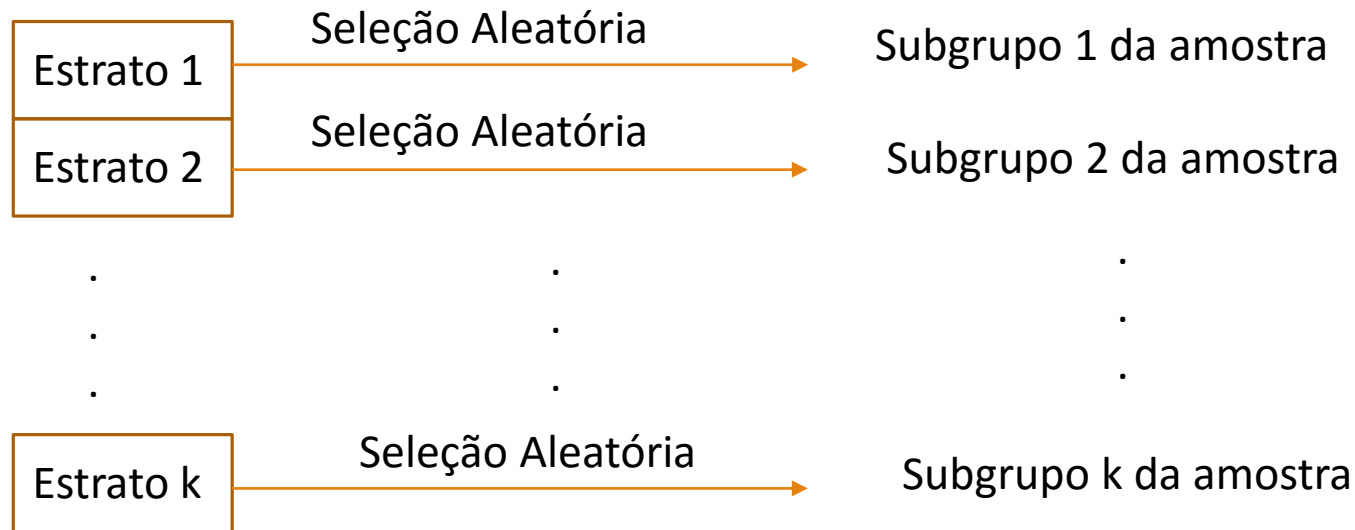 Estrato 1
Seleção Aleatória
Subgrupo 1 da amostra
Estrato 2
Seleção Aleatória
Subgrupo 2 da amostra
. . .
. . .
. . .
Estrato k
Seleção Aleatória
Subgrupo k da amostra